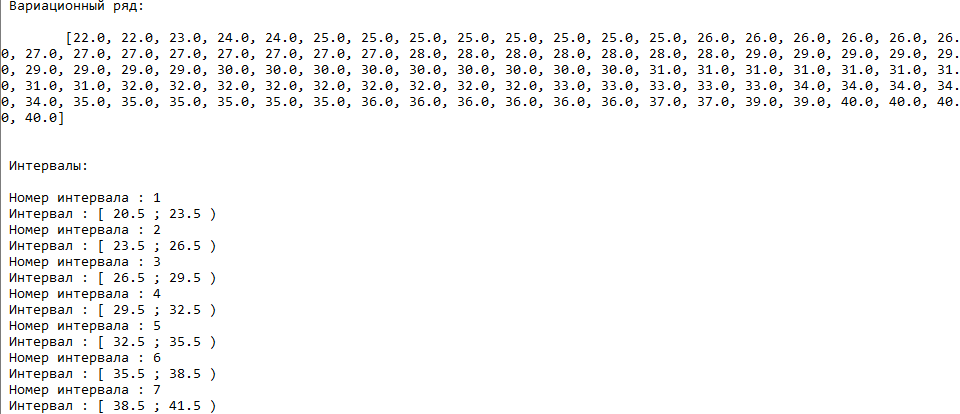 Вариационный ряд:
[22.0, 22.0, 23.0, 24.0, 24.0, 25.0, 25.0, 25.0, 25.0, 25.0, 25.0, 25.0, 25.0, 26.0, 26.0, 26.0, 26.0, 26.0, 26.
0, 27.0, 27.0, 27.0, 27.0, 27.0, 27.0, 27.0, 27.0, 28.0, 28.0, 28.0, 28.0, 28.0, 28.0, 28.0, 29.0, 29.0, 29.0, 29.0, 29.
0, 29.0, 29.0, 29.0, 29.0, 30.0, 30.0, 30.0, 30.0, 30.0, 30.0, 30.0, 30.0, 30.0, 31.0, 31.0, 31.0, 31.0, 31.0, 31.0, 31.
0, 31.0, 31.0, 32.0, 32.0, 32.0, 32.0, 32.0, 32.0, 32.0, 32.0, 32.0, 33.0, 33.0, 33.0, 33.0, 33.0, 34.0, 34.0, 34.0, 34.
0, 34.0, 35.0, 35.0, 35.0, 35.0, 35.0, 35.0, 36.0, 36.0, 36.0, 36.0, 36.0, 36.0, 37.0, 37.0, 39.0, 39.0, 40.0, 40.0, 40.
0, 40.0]
Интервалы:
Номер интервала : 1
Интервал : [ 20.5 ; 23.5 )
Номер интервала : 2
Интервал : [ 23.5 ; 26.5 )
Номер интервала : 3
Интервал : [ 26.5 ; 29.5 )
Номер интервала : 4
Интервал : [ 29.5 ; 32.5 )
Номер интервала : 5
Интервал : [ 32.5 ; 35.5 )
Номер интервала : 6
Интервал : [ 35.5 ; 38.5 )
Номер интервала : 7
Интервал : [ 38.5 ; 41.5 )